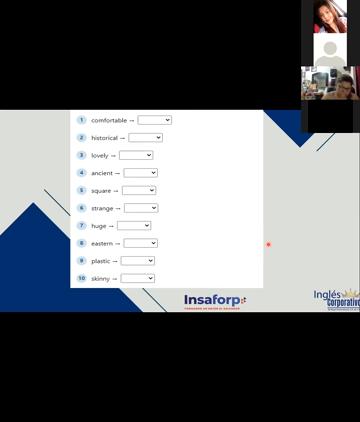 1 comfortable →
2 historical →
3 lovely →
4 ancient →
5 square →
6 strange →
7 huge →
8 eastern →
9 plastic →
10 skinny →
Insaforp
Inglés
Corporativo